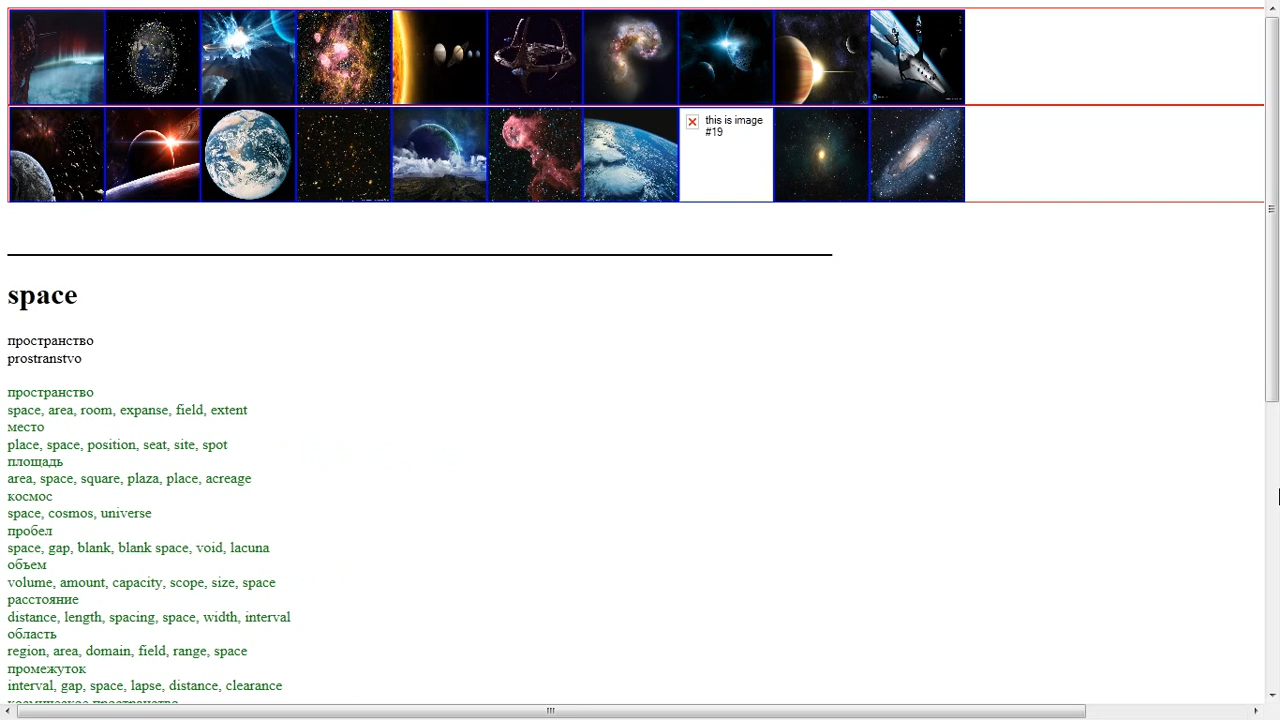 this is image
#19
space
пространство
prostranstvo
пространство
space, area, room, expanse, field, extent
место
place, space, position, seat, site, spot
площадь
area, space, square, plaza, place, acreage
космос
space, cosmos, universe
пробел
space, gap, blank, blank space, void, lacuna
объем
volume, amount, capacity, scope, size, space
расстояние
distance, length, spacing, space, width, interval
область
region, area, domain, field, range, space
промежуток
interval, gap, space, lapse, distance, clearance
космическое пространство